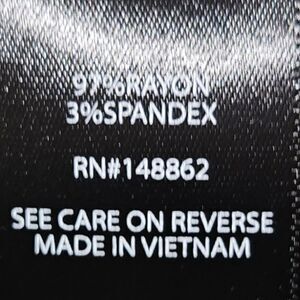 97%RAYON
3%SPANDEX
RN#148862
SEE CARE ON REVERSE
MADE IN VIETNAM